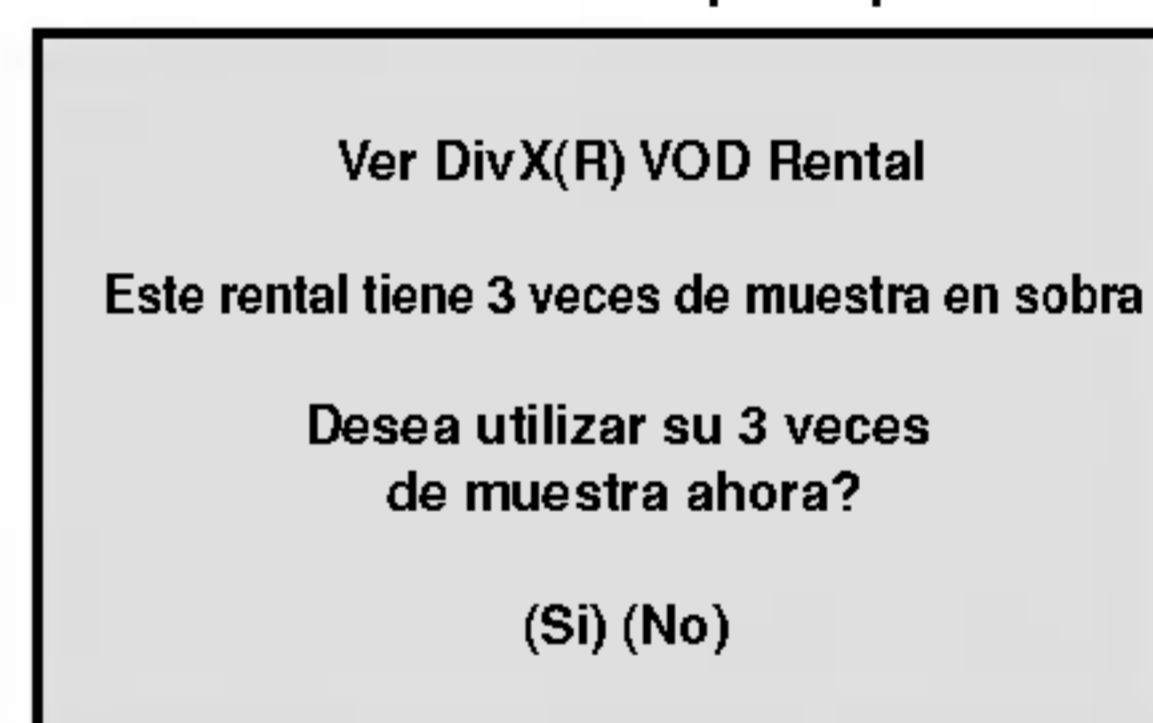 Ver DivX(R) VOD Rental
Este rental tiene 3 veces de muestra en sobra
Desea utilizar su 3 veces
de muestra ahora?
(Si) (No)